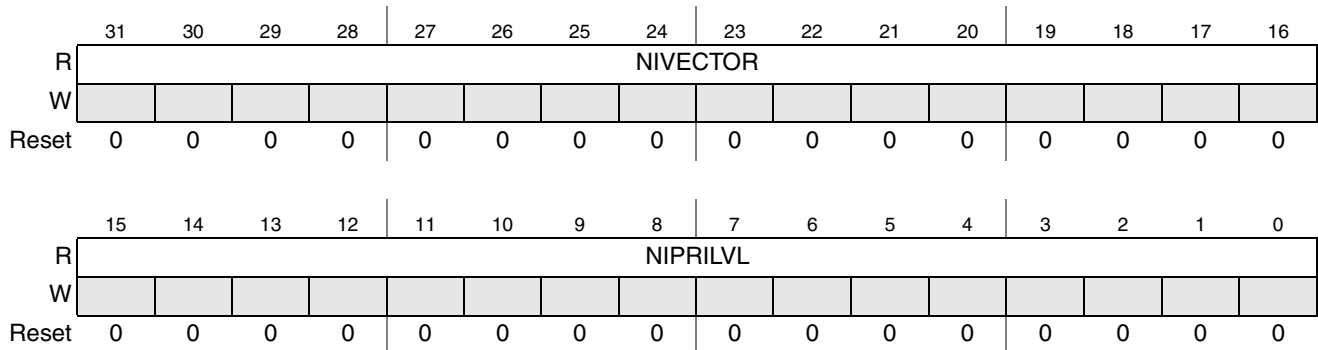 31 30 29 28 27 26 25 24 23 22 21 20 19 18 17 16
R NIVECTOR
W
Reset 0 0 0 0 0 0 0 0 0 0 0 0 0 0 0 0
15 14 13 12 11 10 9 8 7 6 5 4 3 2 1 0
R NIPRILVL
W
Reset 0 0 0 0 0 0 0 0 0 0 0 0 0 0 0 0